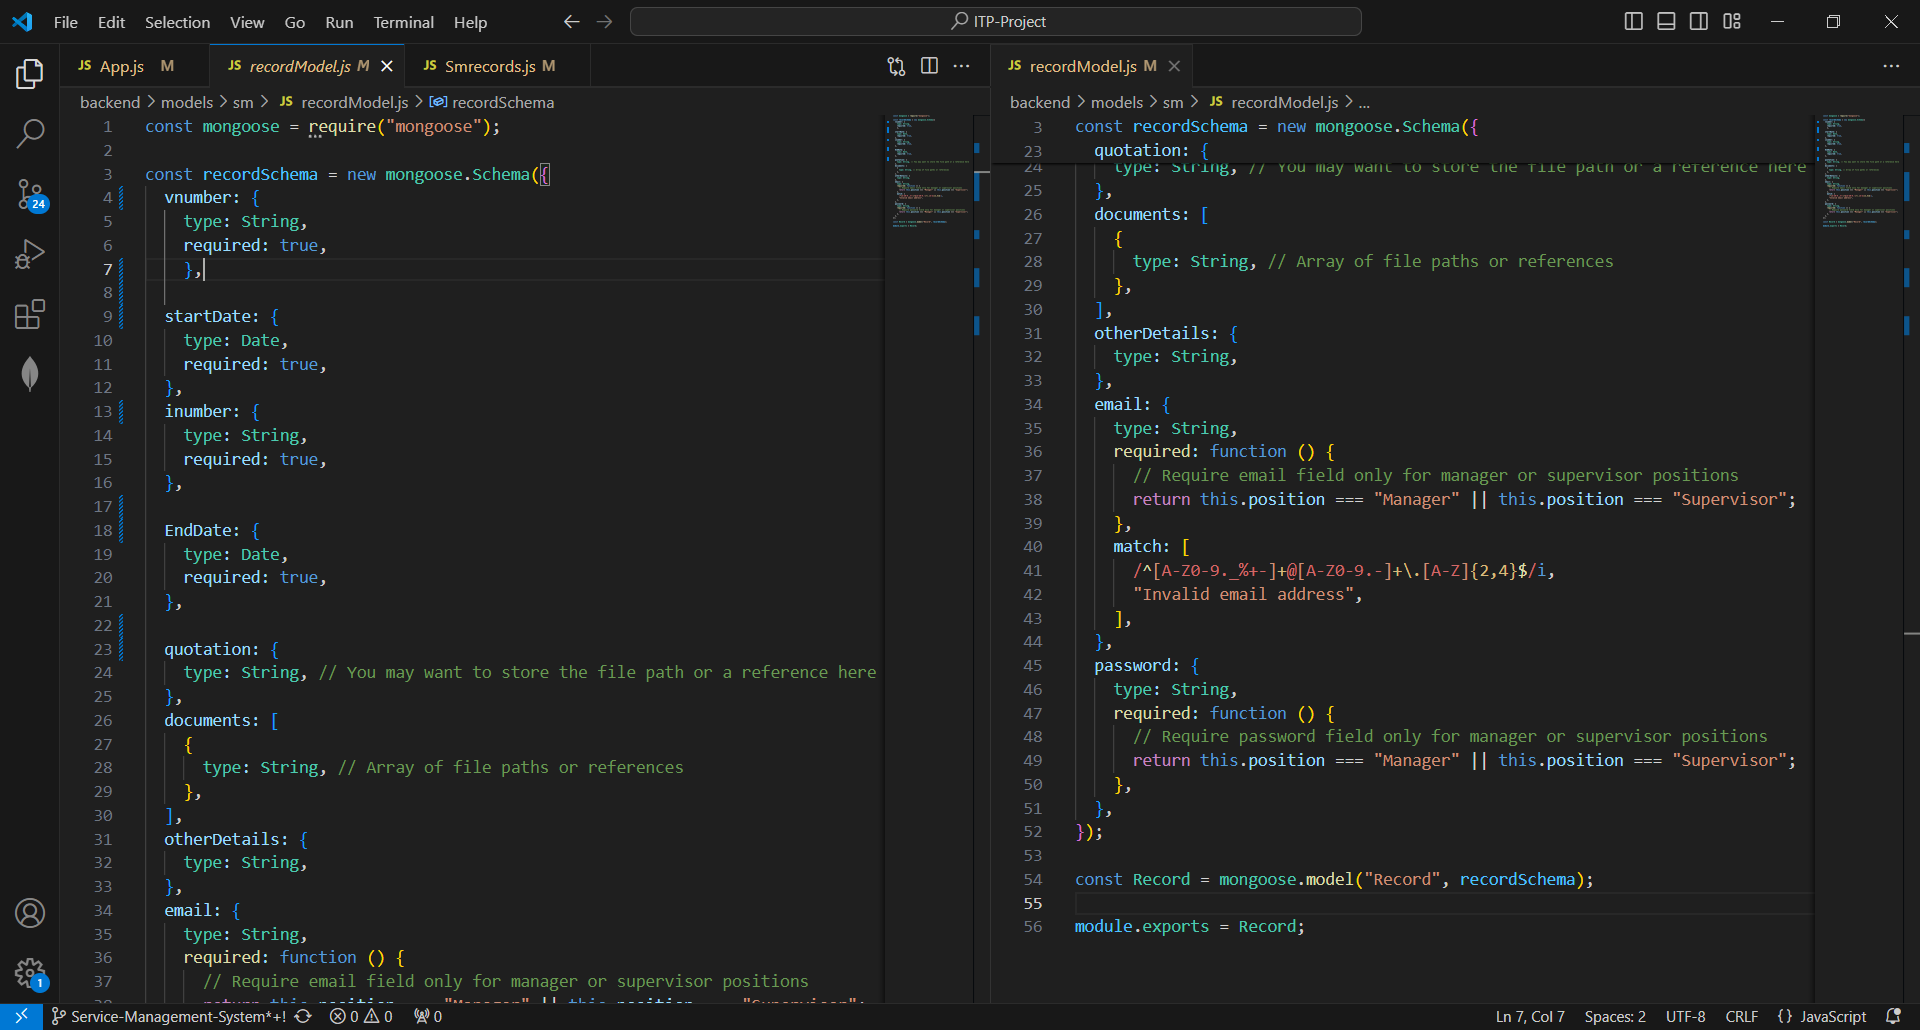 File Edit Selection View Go Run Terminal Help
ITP-Project
JS App.js M
JS recordModel.js M
JS Smrecords.js M
backend > models > sm > JS recordModel.js > recordSchema
1 const mongoose = require("mongoose");
2
3 const recordSchema = new mongoose.Schema({
4 vnumber: {
5 type: String,
6 required: true,
7 },
8
9 startDate: {
10 type: Date,
11 required: true,
12 },
13 inumber: {
14 type: String,
15 required: true,
16 },
17
18 EndDate: {
19 type: Date,
20 required: true,
21 },
22
23 quotation: {
24 type: String, // You may want to store the file path or a reference here
25 },
26 documents: [
27 {
28 type: String, // Array of file paths or references
29 },
30 ],
31 otherDetails: {
32 type: String,
33 },
34 email: {
35 type: String,
36 required: function () {
37 // Require email field only for manager or supervisor positions
38 return this.position === "Manager" || this.position === "Supervisor";
JS recordModel.js M
backend > models > sm > JS recordModel.js > ...
3 const recordSchema = new mongoose.Schema({
23 quotation: {
24 type: String, // You may want to store the file path or a reference here
25 },
26 documents: [
27 {
28 type: String, // Array of file paths or references
29 },
30 ],
31 otherDetails: {
32 type: String,
33 },
34 email: {
35 type: String,
36 required: function () {
37 // Require email field only for manager or supervisor positions
38 return this.position === "Manager" || this.position === "Supervisor";
39 },
40 match: [
41 /^[A-Z0-9._%+-]+@[A-Z0-9.-]+\.[A-Z]{2,4}$/i,
42 "Invalid email address",
43 ],
44 },
45 password: {
46 type: String,
47 required: function () {
48 // Require password field only for manager or supervisor positions
49 return this.position === "Manager" || this.position === "Supervisor";
50 },
51 },
52 });
53
54 const Record = mongoose.model("Record", recordSchema);
55
56 module.exports = Record;
24
1
Service-Management-System*+! 0 0 0
Ln 7, Col 7 Spaces: 2 UTF-8 CRLF {} JavaScript